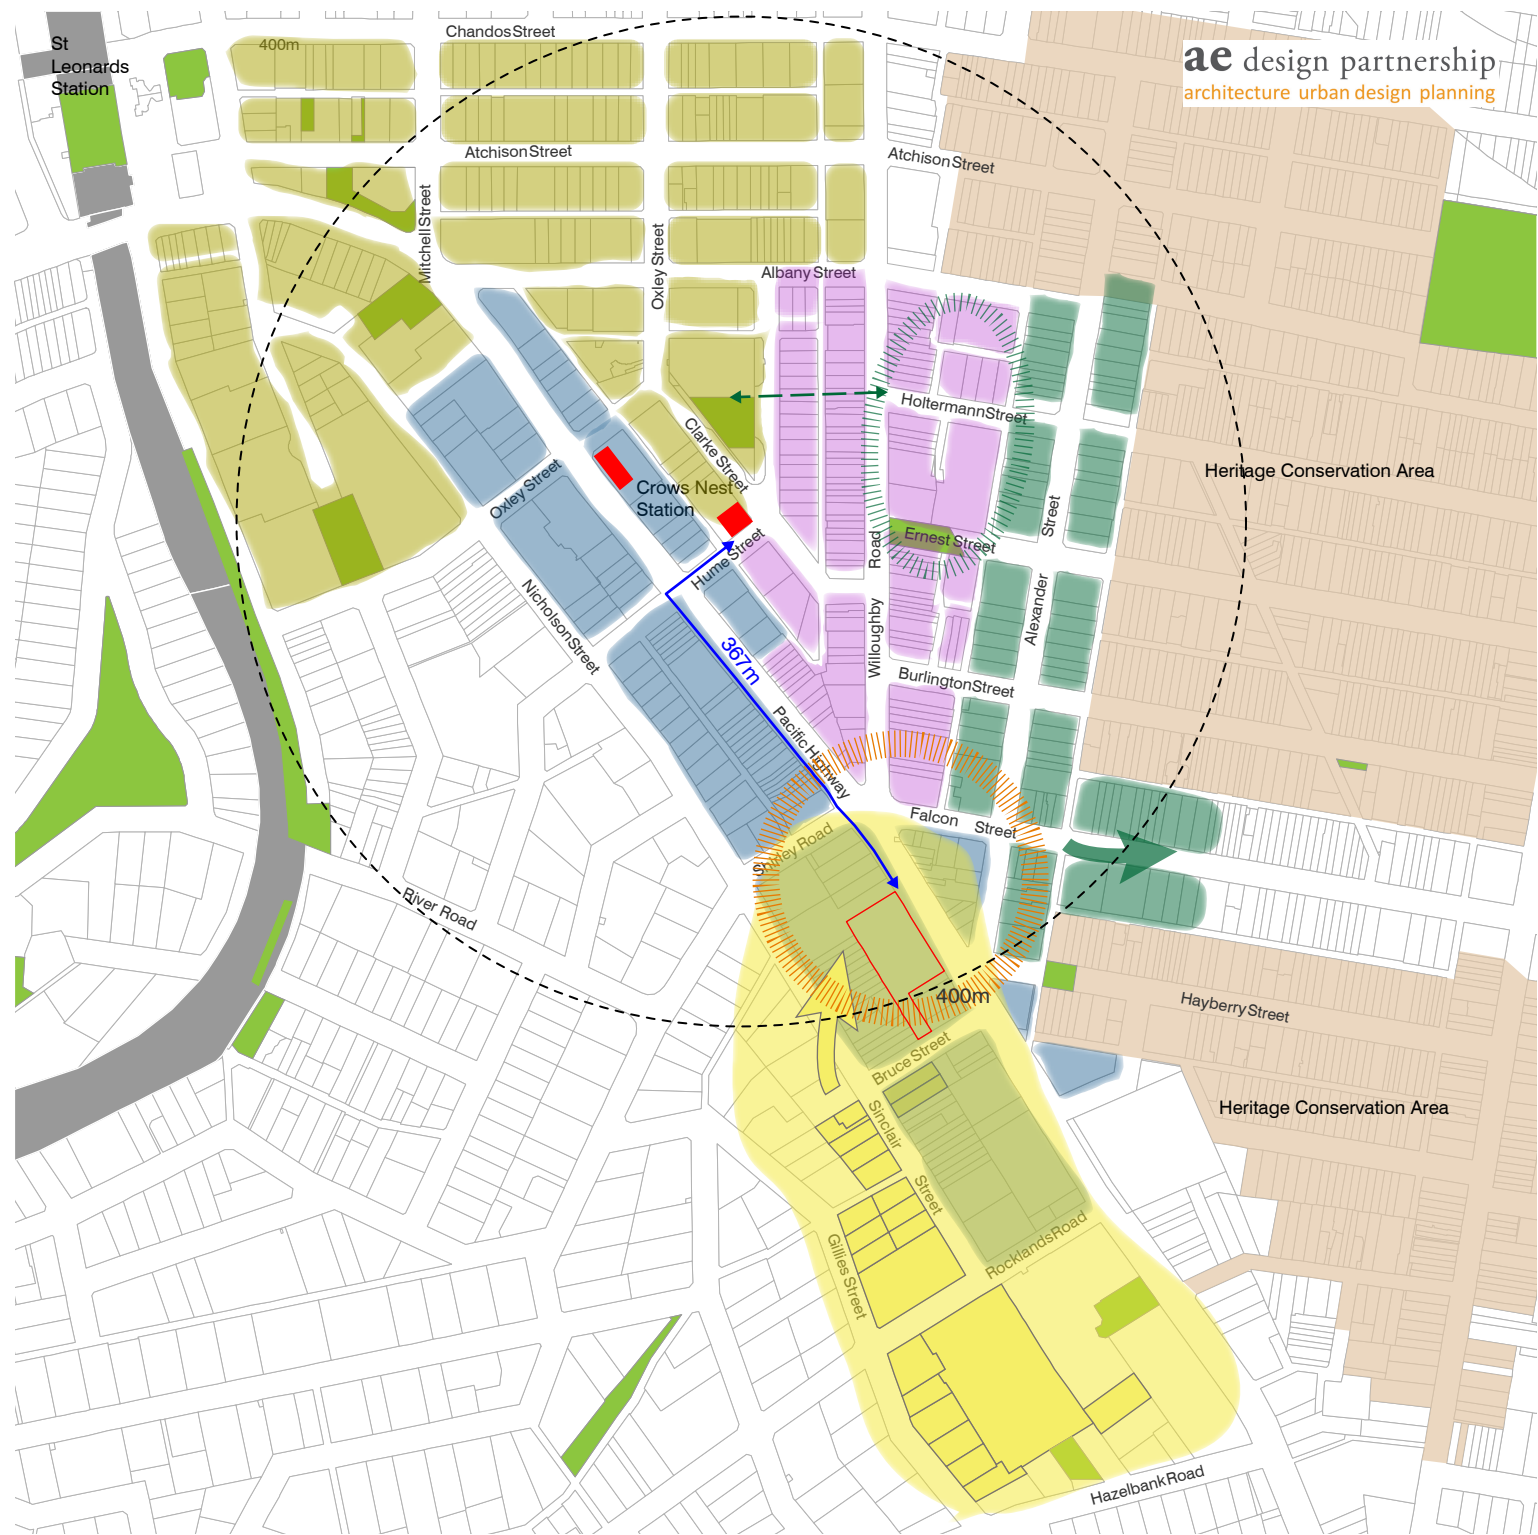 St
Leonards
Station
400m
Chandos Street
ae design partnership
architecture urban design planning
Atchison Street
Atchison Street
Mitchell Street
Oxley Street
Albany Street
Holtermann Street
Clarke Street
Heritage Conservation Area
Oxley Street
Crows Nest
Station
Street
Alexander
Ernest Street
Hume Street
Willoughby
Road
Nicholson Street
367m
Burlington Street
Pacific Highway
Falcon Street
Shirley Road
River Road
400m
Hayberry Street
Bruce Street
Heritage Conservation Area
Sinclair
Street
Gillies Street
Rocklands Road
Hazelbank Road